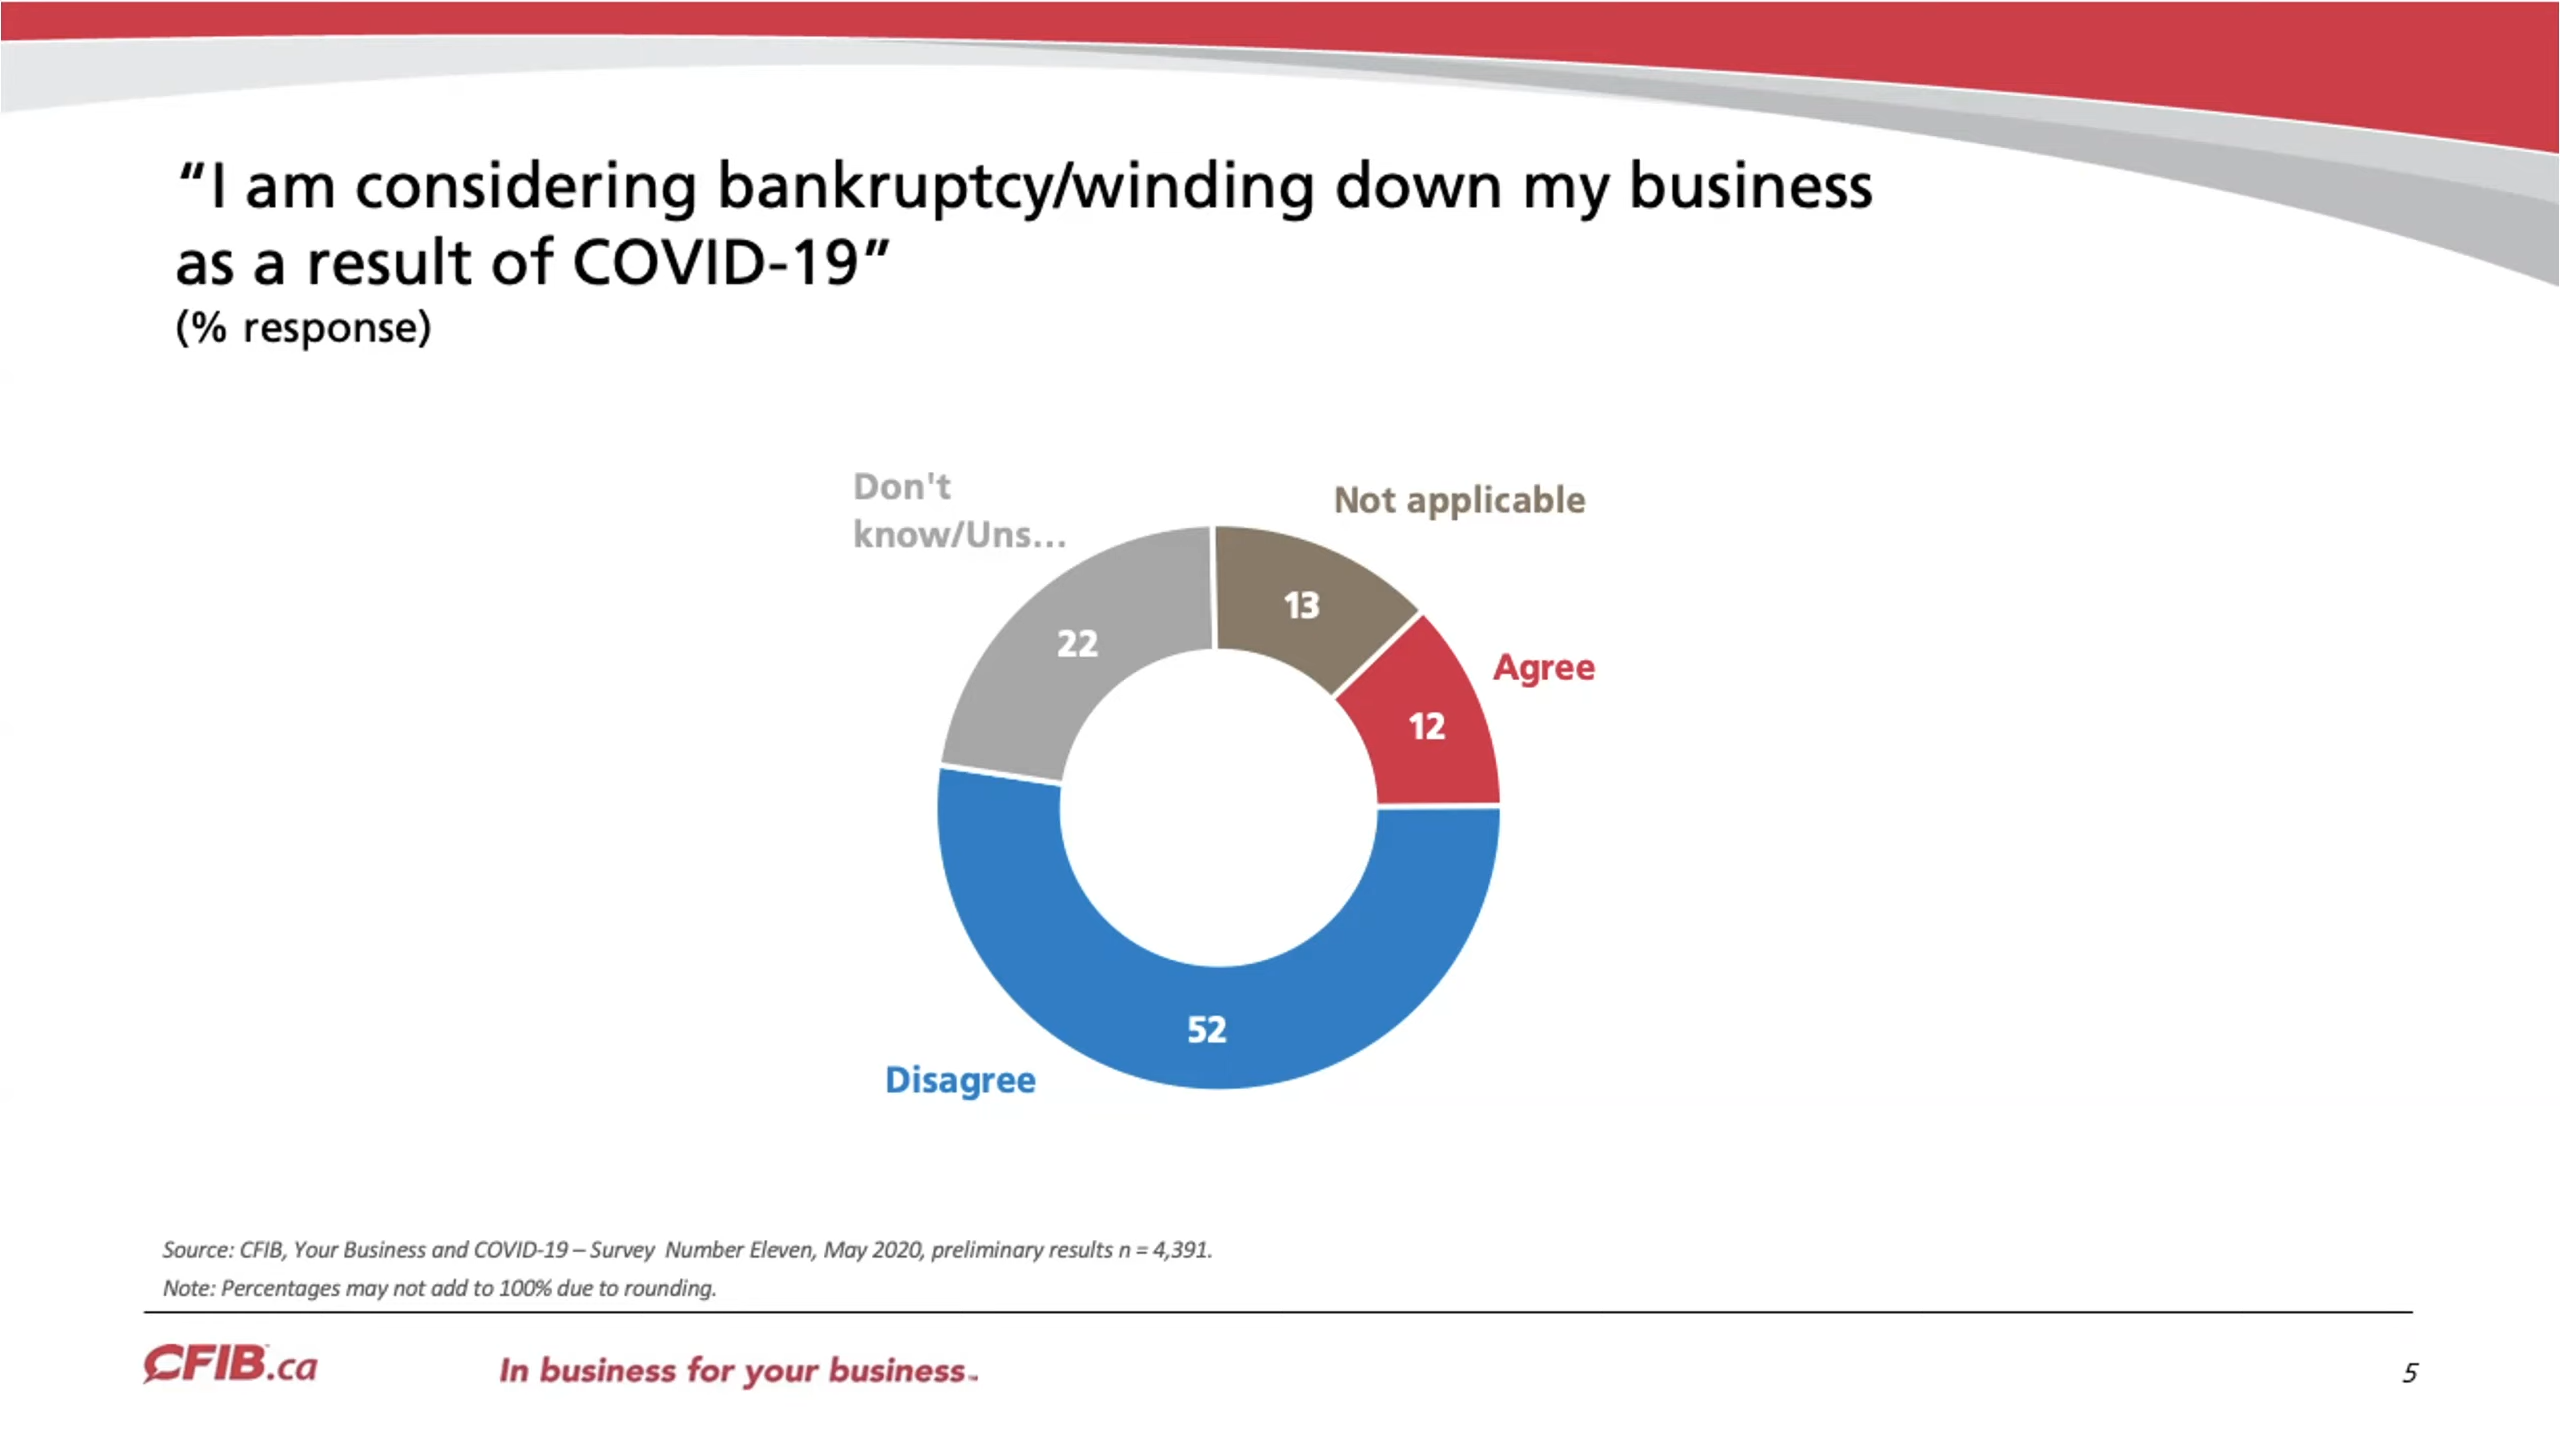 “I am considering bankruptcy/winding down my business
as a result of COVID-19”
(% response)
Don't
know/Uns...
Not applicable
13
22
Agree
12
52
Disagree
Source: CFIB, Your Business and COVID-19 – Survey Number Eleven, May 2020, preliminary results n = 4,391.
Note: Percentages may not add to 100% due to rounding.
CFIB.ca
In business for your business™
5